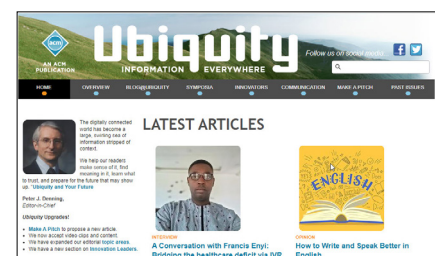 acm
AN ACM
PUBLICATION
Ubiquity
INFORMATION EVERYWHERE
Follow us on social media:
HOME
OVERVIEW
BLOG@UBIQUITY
SYMPOSIA
INNOVATORS
COMMUNICATION
MAKE A PITCH
PAST ISSUES
The digitally connected
world has become a
large, swirling sea of
information stripped of
context.
We help our readers
make sense of it, find
meaning in it, learn what
to trust, and prepare for the future that may show
up. "Ubiquity and Your Future
Peter J. Denning,
Editor-in-Chief
Ubiquity Upgrades!
• Make A Pitch to propose a new article.
• We now accept video clips and content.
• We have expanded our editorial topic areas.
• We have a new section on Innovation Leaders.
LATEST ARTICLES
INTERVIEW
A Conversation with Francis Enyi:
Bridging the healthcare deficit via IVR
ENGLISH
OPINION
How to Write and Speak Better in
English